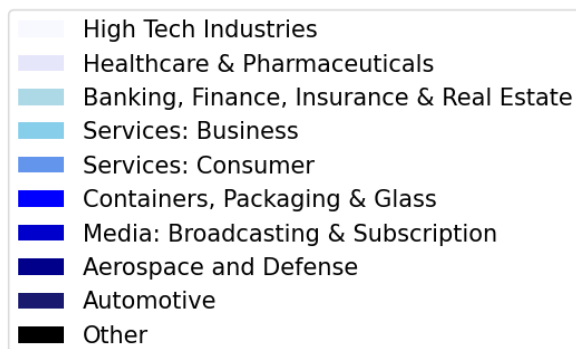 High Tech Industries
Healthcare & Pharmaceuticals
Banking, Finance, Insurance & Real Estate
Services: Business
Services: Consumer
Containers, Packaging & Glass
Media: Broadcasting & Subscription
Aerospace and Defense
Automotive
Other